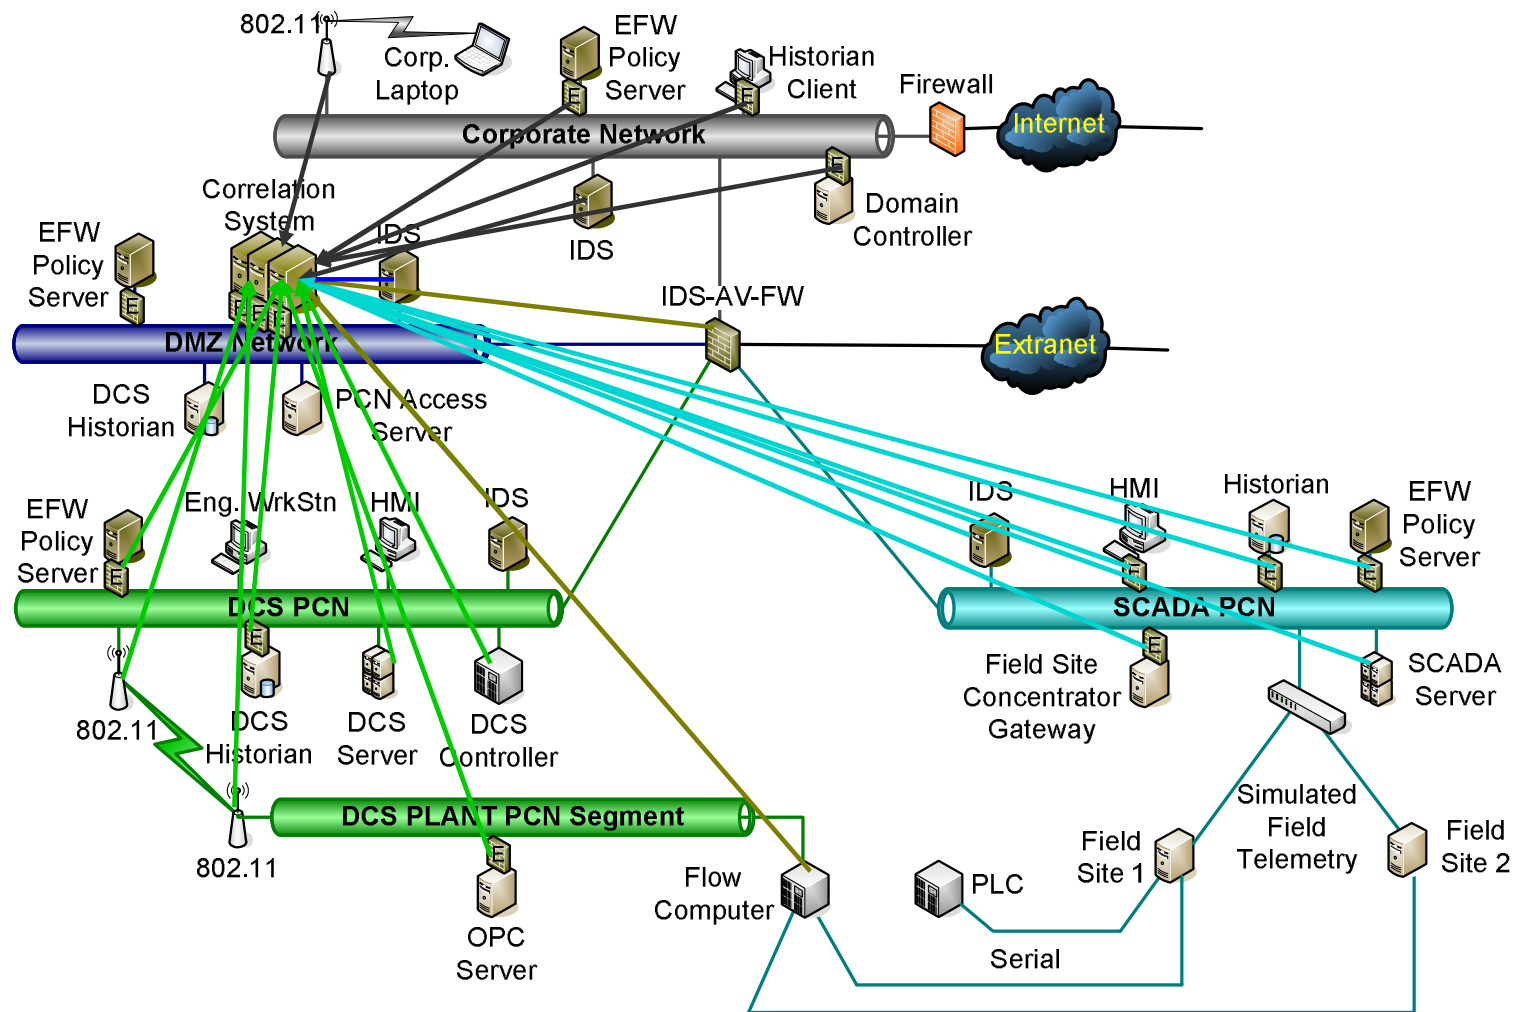 802.11
Corp.
Laptop
EFW
Policy
Server
E
Historian
Client
E
Firewall
Internet
Corporate Network
E
Domain
Controller
IDS
Correlation
System
IDS
EFW
Policy
Server
E
E
E
E
IDS-AV-FW
DMZ Network
Extranet
DCS
Historian
PCN Access
Server
EFW
Policy
Server
E
Eng. WrkStn
HMI
IDS
IDS
HMI
E
Historian
E
EFW
Policy
Server
E
DCS PCN
SCADA PCN
802.11
E
DCS
Historian
DCS
Server
DCS
Controller
E
Field Site
Concentrator
Gateway
SCADA
Server
802.11
DCS PLANT PCN Segment
E
OPC
Server
Flow
Computer
PLC
Field
Site 1
Simulated
Field
Telemetry
Field
Site 2
Serial